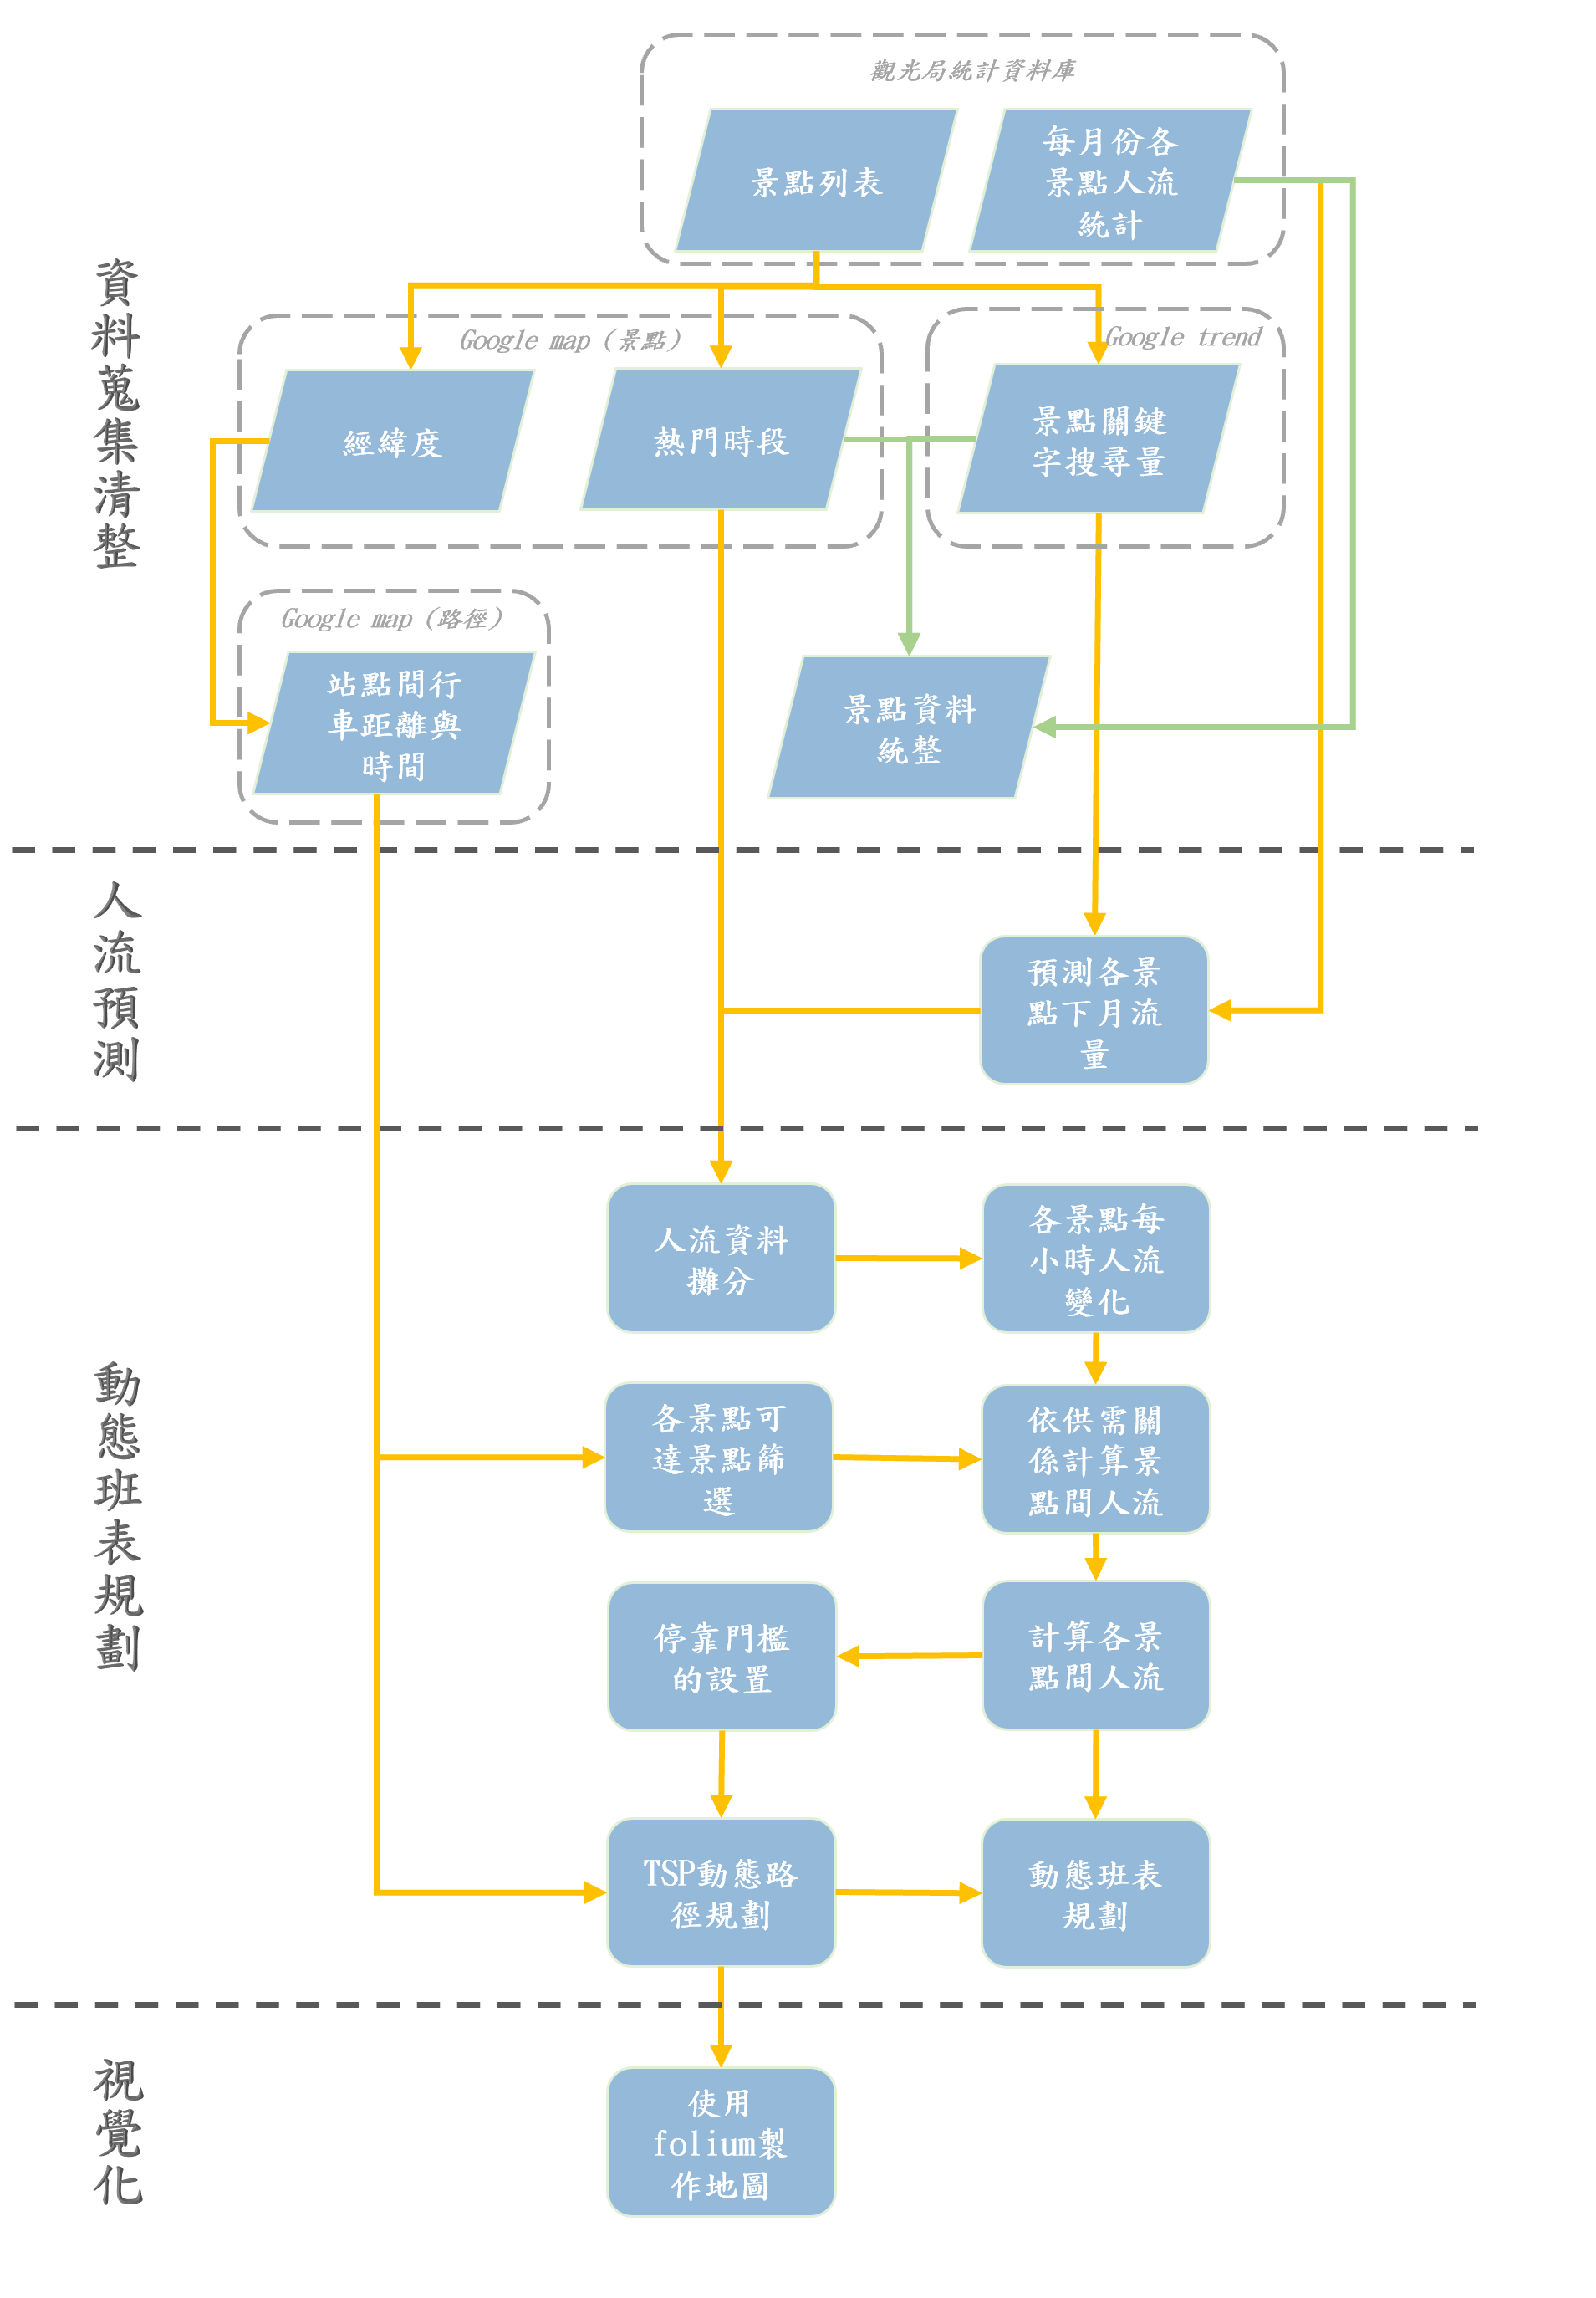 觀光局統計資料庫
景點列表
每月份各
景點人流
統計
資料蒐集清整
Google map (景點)
Google trend
經緯度
熱門時段
景點關鍵
字搜尋量
Google map (路徑)
站點間行
車距離與
時間
景點資料
統整
人流預測
預測各景
點下月流
量
動態班表規劃
人流資料
攤分
各景點每
小時人流
變化
各景點可
達景點篩
選
依供需關
係計算景
點間人流
停靠門檻
的設置
計算各景
點間人流
TSP動態路
徑規劃
動態班表
規劃
視覺化
使用
folium製
作地圖